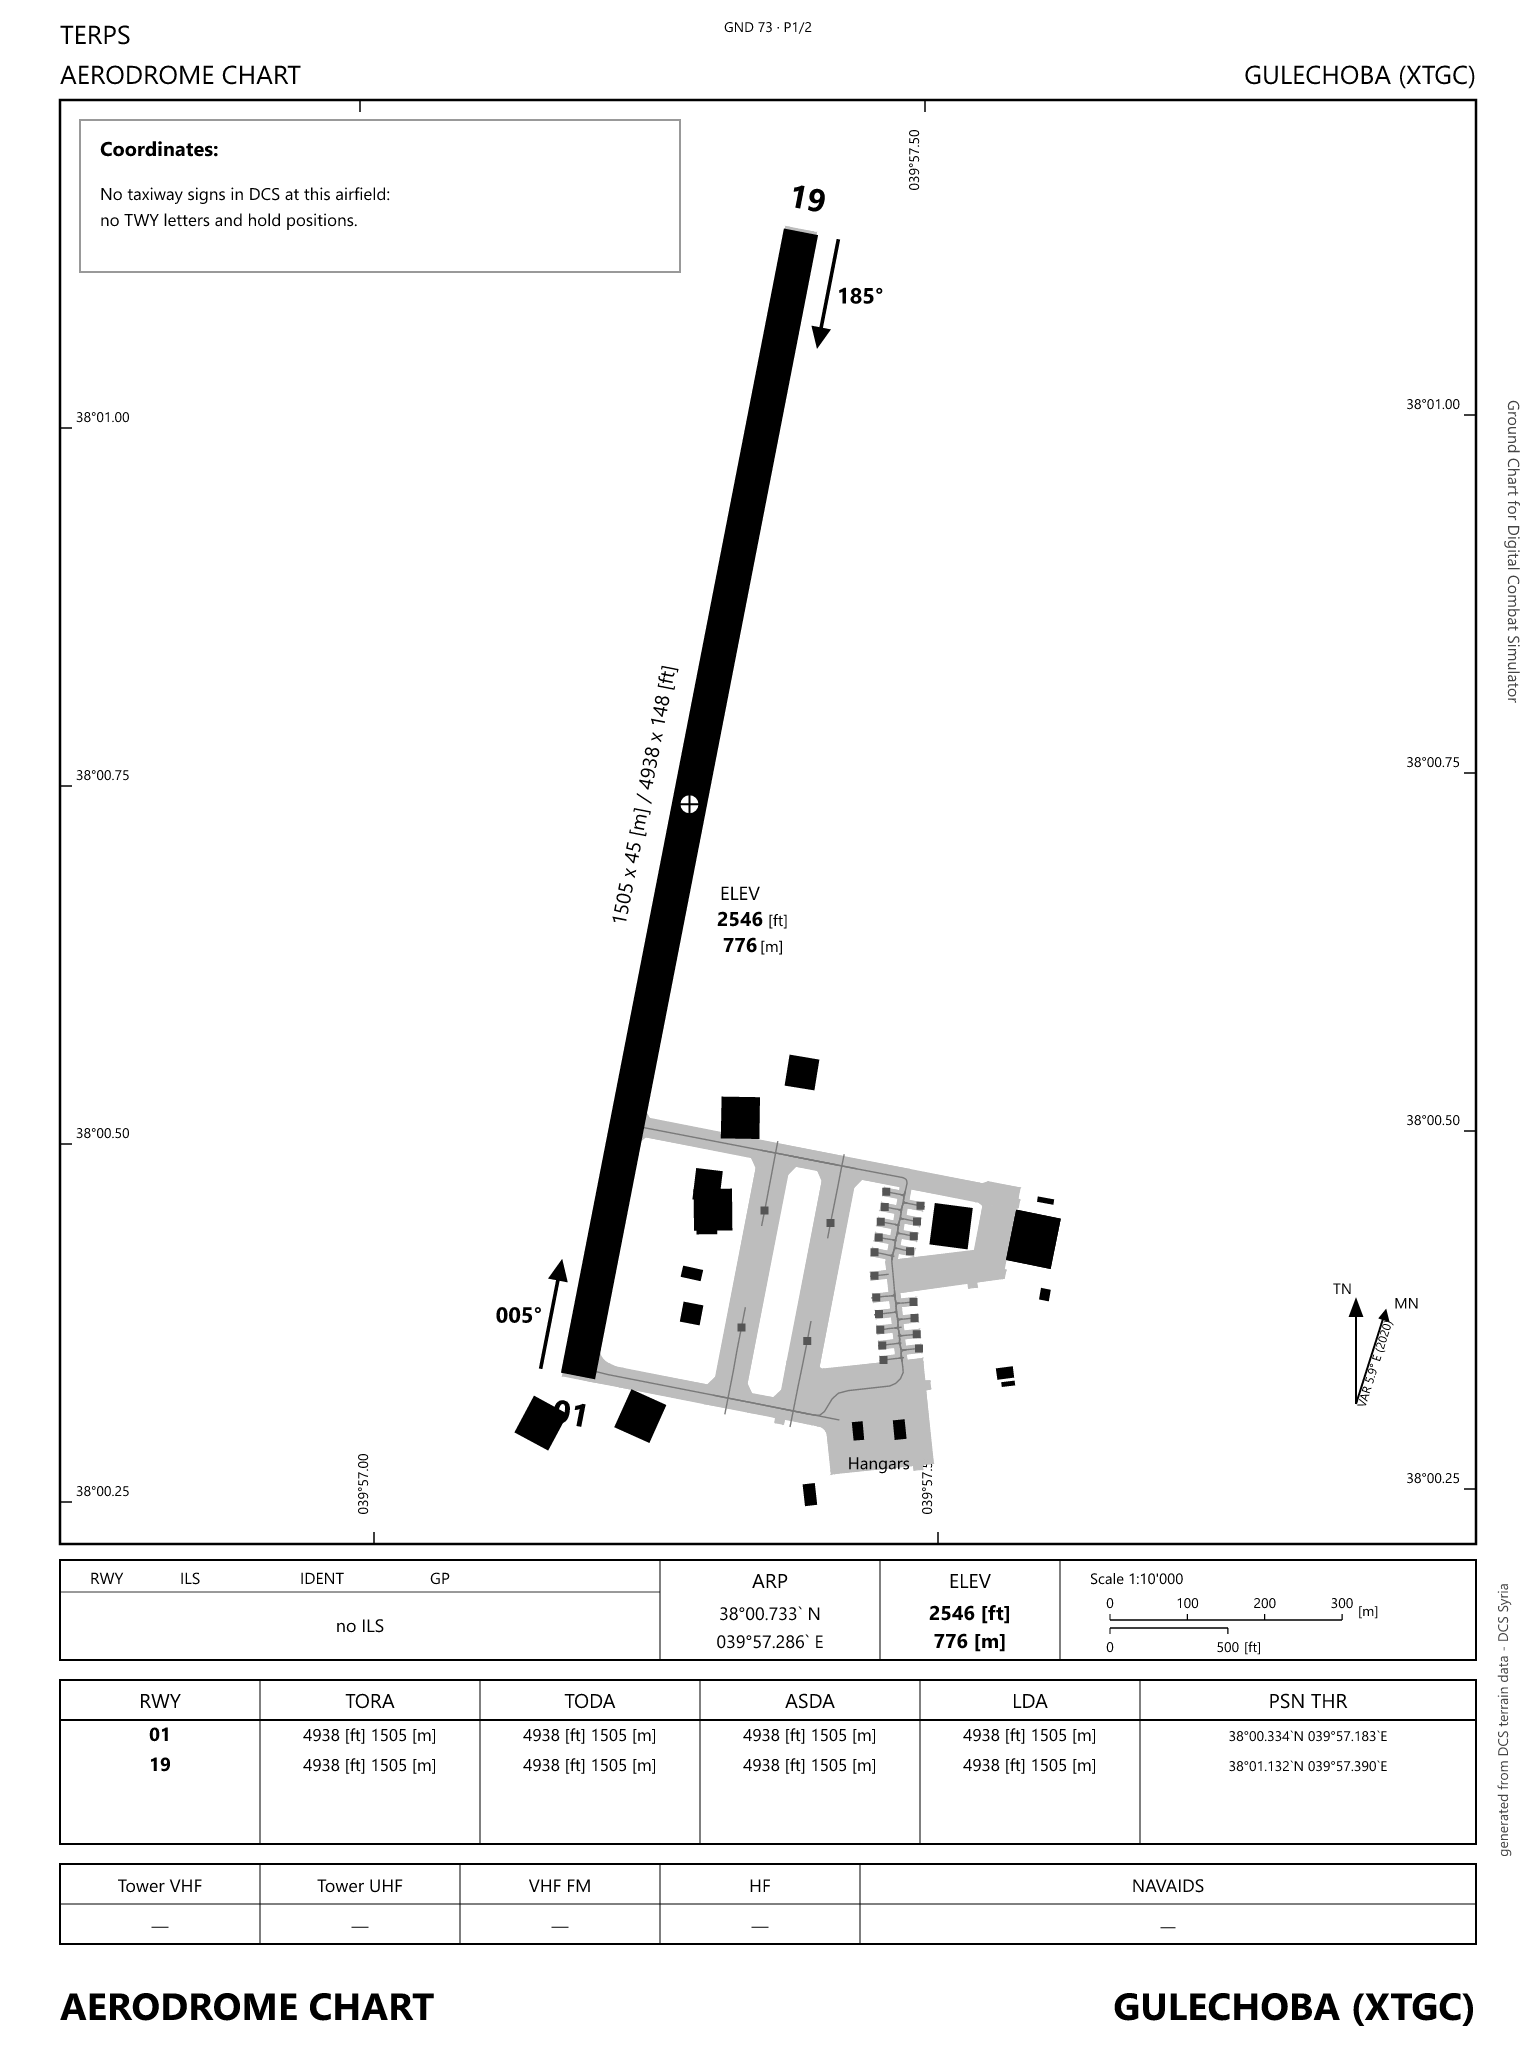 GND 73 · P1/2
TERPS
AERODROME CHART
GULECHOBA (XTGC)
Coordinates:
No taxiway signs in DCS at this airfield:
no TWY letters and hold positions.
039°57.50
19
185°
38°01.00
38°01.00
Ground Chart for Digital Combat Simulator
1505 x 45 [m] / 4938 x 148 [ft]
38°00.75
38°00.75
ELEV
2546 [ft]
776 [m]
38°00.50
38°00.50
005°
TN
MN
VAR 5.9° E (2020)
01
Hangars
039°57.00
38°00.25
38°00.25
RWY ILS IDENT GP
no ILS
ARP
38°00.733` N
039°57.286` E
ELEV
2546 [ft]
776 [m]
Scale 1:10'000
0 100 200 300 [m]
0 500 [ft]
generated from DCS terrain data - DCS Syria
RWY TORA TODA ASDA LDA PSN THR
01 4938 [ft] 1505 [m] 4938 [ft] 1505 [m] 4938 [ft] 1505 [m] 4938 [ft] 1505 [m] 38°00.334`N 039°57.183`E
19 4938 [ft] 1505 [m] 4938 [ft] 1505 [m] 4938 [ft] 1505 [m] 4938 [ft] 1505 [m] 38°01.132`N 039°57.390`E
Tower VHF Tower UHF VHF FM HF NAVAIDS
— — — — —
AERODROME CHART
GULECHOBA (XTGC)